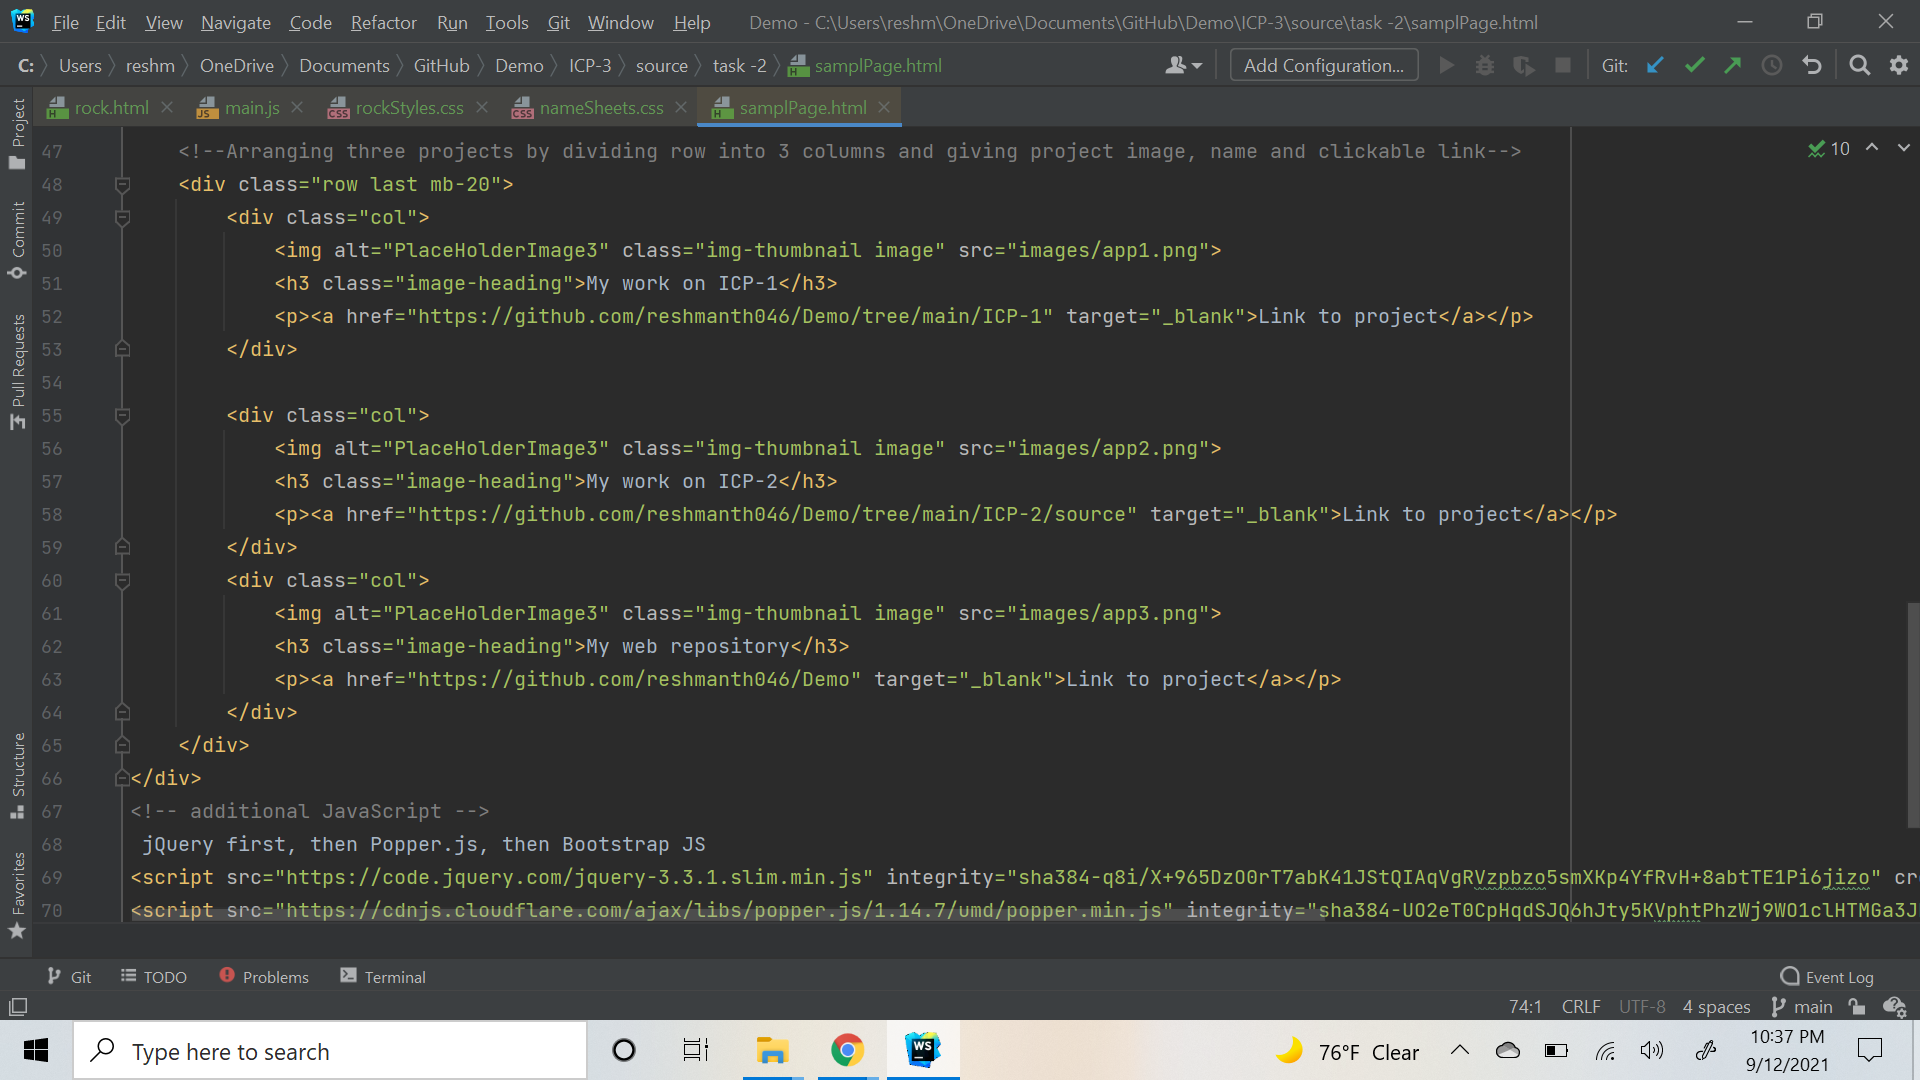 WS File Edit View Navigate Code Refactor Run Tools Git Window Help Demo - C:\Users\reshm\OneDrive\Documents\GitHub\Demo\ICP-3\source\task -2\samplPage.html
C: Users reshm OneDrive Documents GitHub Demo ICP-3 source task -2 samplPage.html Add Configuration... Git:
rock.html main.js rockStyles.css nameSheets.css samplPage.html
47 <!--Arranging three projects by dividing row into 3 columns and giving project image, name and clickable link--> 10
48 <div class="row last mb-20">
49 <div class="col">
50 <img alt="PlaceHolderImage3" class="img-thumbnail image" src="images/app1.png">
51 <h3 class="image-heading">My work on ICP-1</h3>
52 <p><a href="https://github.com/reshmanth046/Demo/tree/main/ICP-1" target="_blank">Link to project</a></p>
53 </div>
54
55 <div class="col">
56 <img alt="PlaceHolderImage3" class="img-thumbnail image" src="images/app2.png">
57 <h3 class="image-heading">My work on ICP-2</h3>
58 <p><a href="https://github.com/reshmanth046/Demo/tree/main/ICP-2/source" target="_blank">Link to project</a></p>
59 </div>
60 <div class="col">
61 <img alt="PlaceHolderImage3" class="img-thumbnail image" src="images/app3.png">
62 <h3 class="image-heading">My web repository</h3>
63 <p><a href="https://github.com/reshmanth046/Demo" target="_blank">Link to project</a></p>
64 </div>
65 </div>
66 </div>
67 <!-- additional JavaScript -->
68 jQuery first, then Popper.js, then Bootstrap JS
69 <script src="https://code.jquery.com/jquery-3.3.1.slim.min.js" integrity="sha384-q8i/X+965DzO0rT7abK41JStQIAqVgRVzpbzo5smXKp4YfRvH+8abtTE1Pi6jizo" cr
70 <script src="https://cdnjs.cloudflare.com/ajax/libs/popper.js/1.14.7/umd/popper.min.js" integrity="sha384-UO2eT0CpHqdSJQ6hJty5KVphtPhzWj9WO1clHTMGa3J
Project
Commit
Pull Requests
Structure
Favorites
Git TODO Problems Terminal Event Log
74:1 CRLF UTF-8 4 spaces main
Type here to search WS 76°F Clear 10:37 PM
9/12/2021